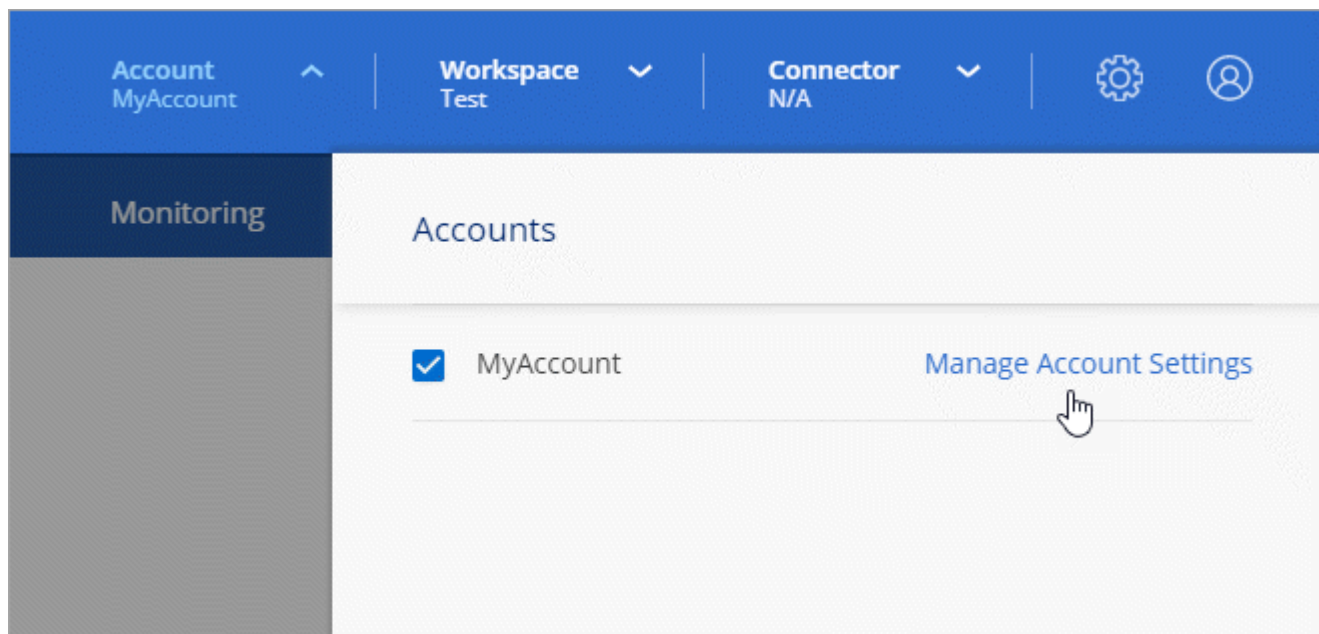 Account
MyAccount
Workspace
Test
Connector
N/A
Monitoring
Accounts
MyAccount
Manage Account Settings